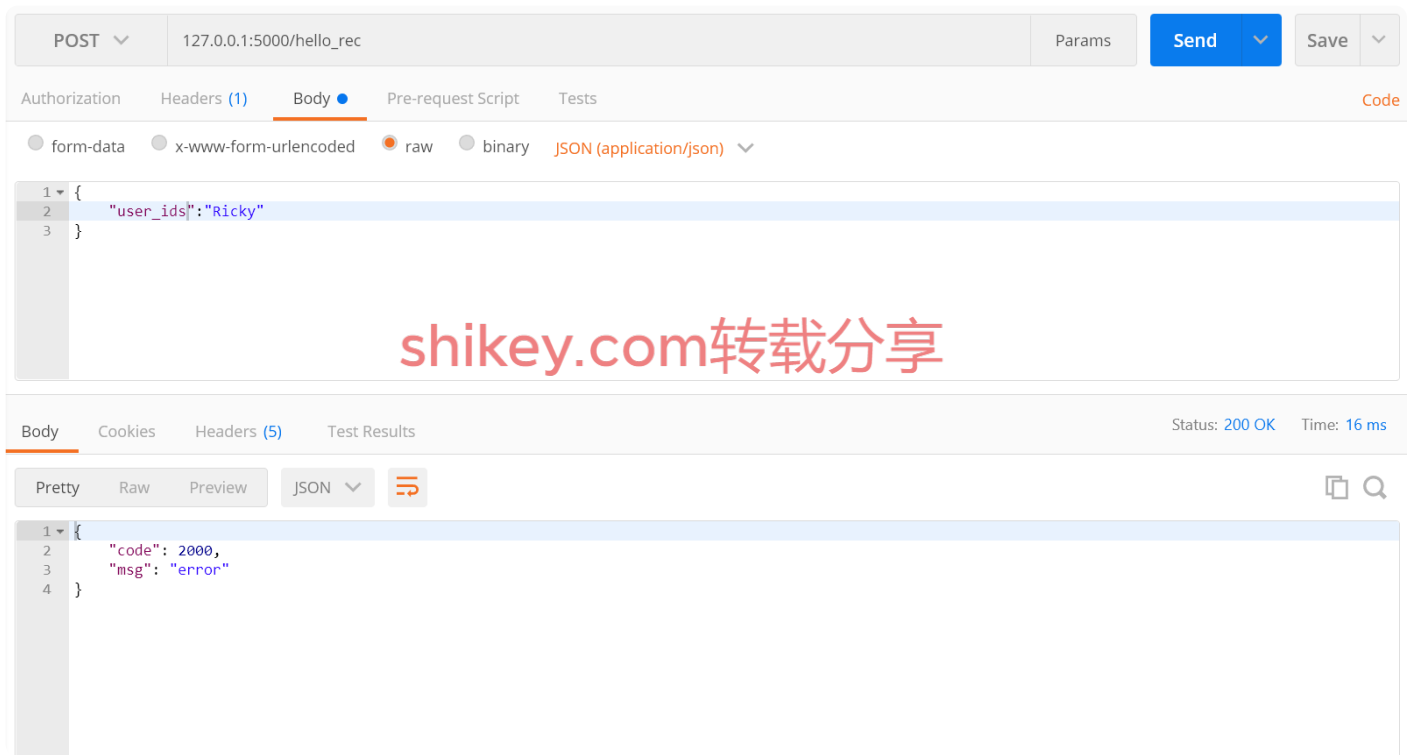 POST 127.0.0.1:5000/hello_rec Params Send Save
Authorization Headers (1) Body Pre-request Script Tests Code
form-data x-www-form-urlencoded raw binary JSON (application/json)
1 {
2 "user_ids":"Ricky"
3 }
shikey.com转载分享
Body Cookies Headers (5) Test Results Status: 200 OK Time: 16 ms
Pretty Raw Preview JSON
1 {
2 "code": 2000,
3 "msg": "error"
4 }